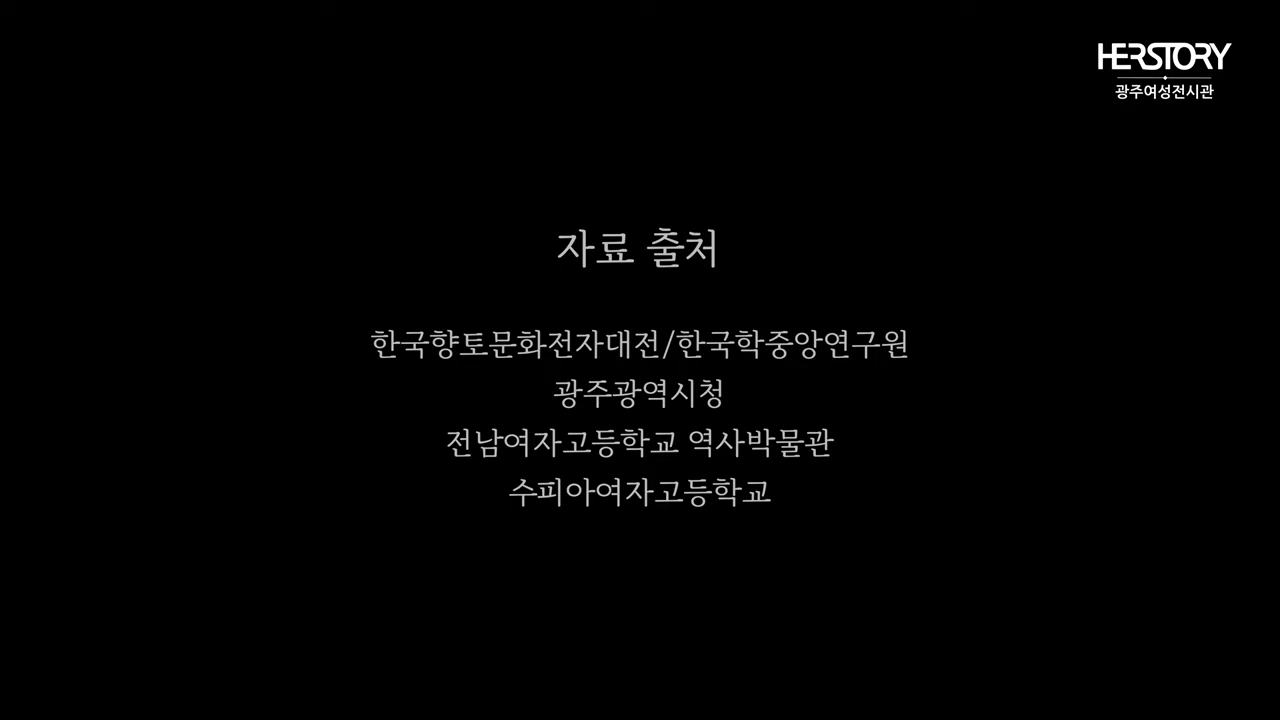 HERSTORY
광주여성전시관
자료 출처
한국향토문화전자대전/한국학중앙연구원
광주광역시청
전남여자고등학교 역사박물관
수피아여자고등학교